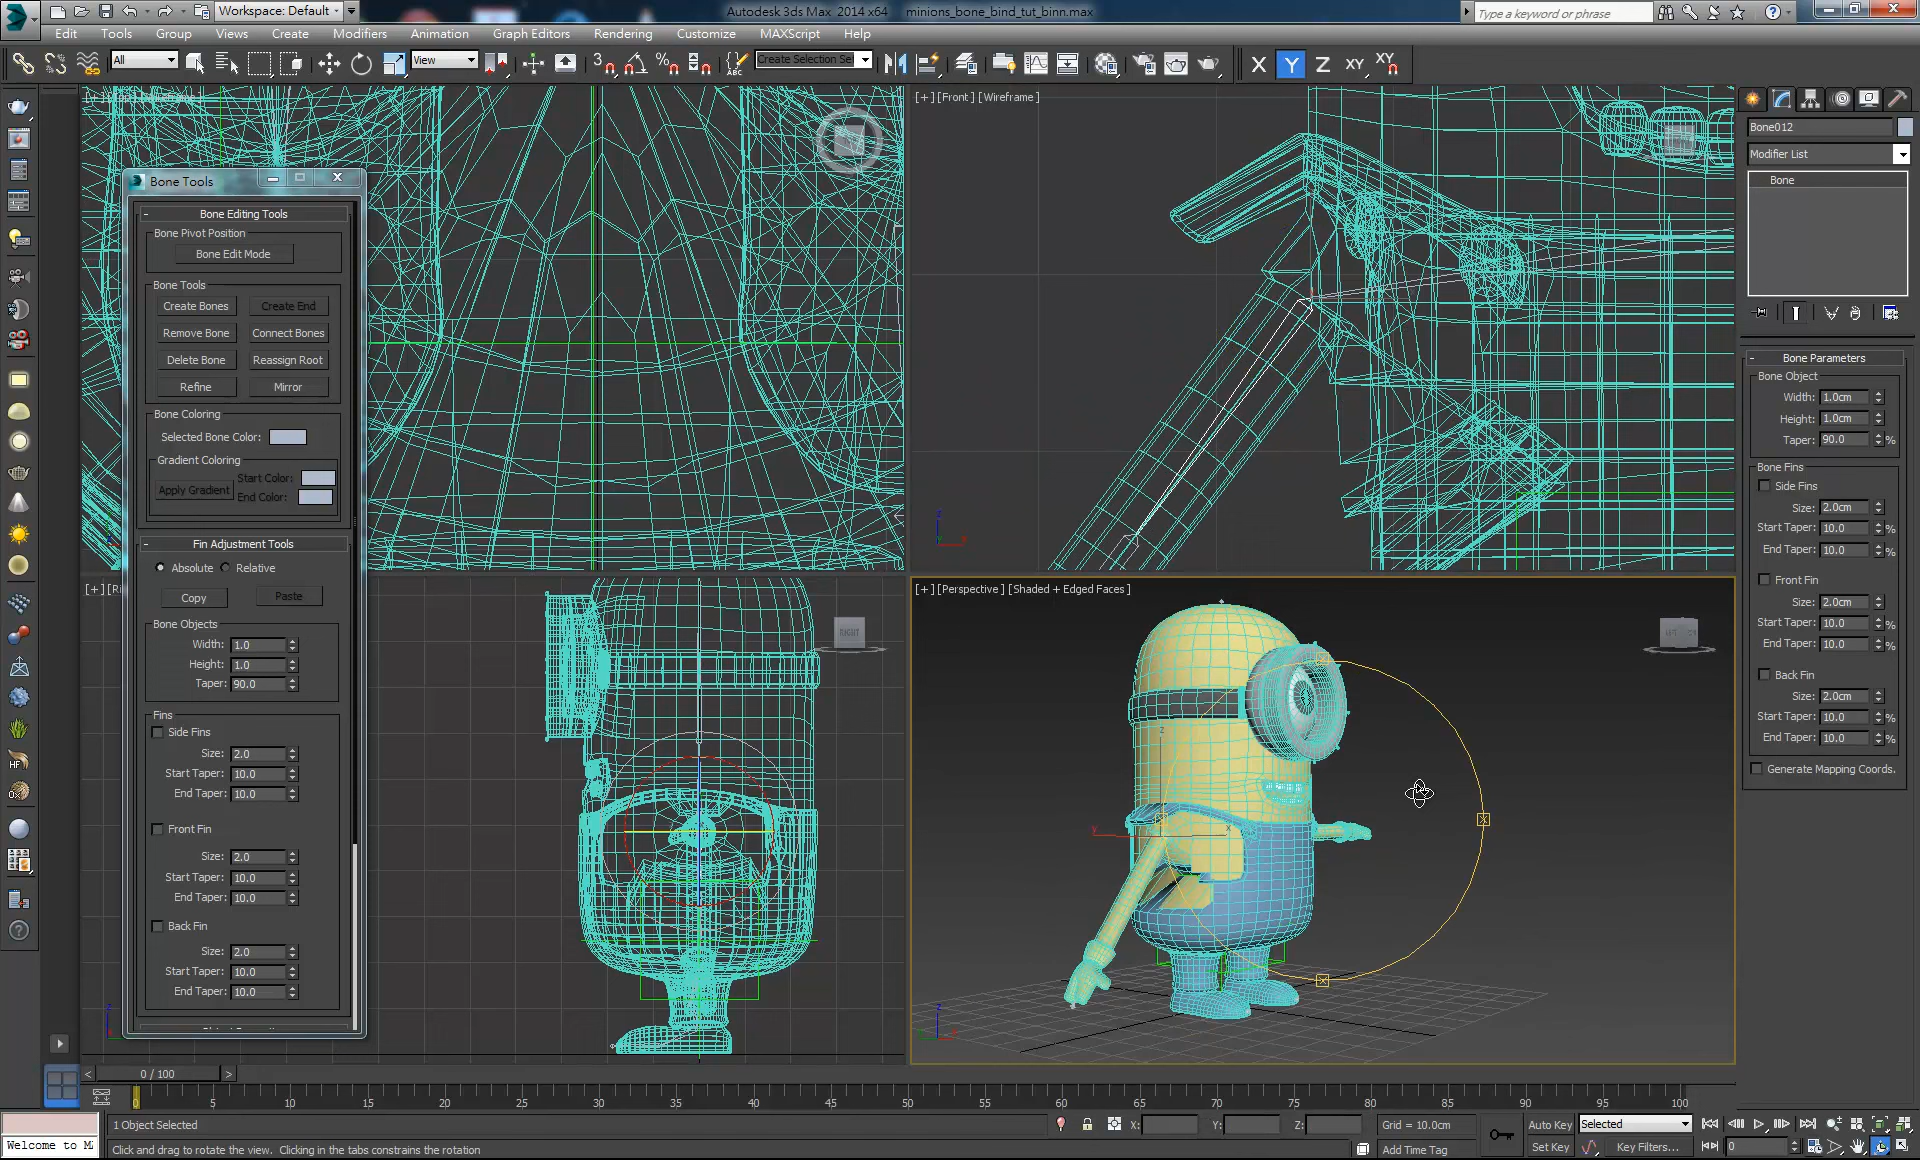 Workspace: Default
Autodesk 3ds Max 2014 x64 minions_bone_bind_tut_binn.max
Type a keyword or phrase
Edit Tools Group Views Create Modifiers Animation Graph Editors Rendering Customize MAXScript Help
All
View
3
%
ABC
Create Selection Se
X Y Z XY XY
[+] [Front] [Wireframe]
Bone012
Modifier List
Bone
Bone Tools
- Bone Editing Tools
Bone Pivot Position
Bone Edit Mode
Bone Tools
Create Bones Create End
Remove Bone Connect Bones
Delete Bone Reassign Root
Refine Mirror
Bone Coloring
Selected Bone Color:
Gradient Coloring
Apply Gradient Start Color:
End Color:
- Fin Adjustment Tools
Absolute Relative
Copy Paste
Bone Objects
Width: 1.0
Height: 1.0
Taper: 90.0
Fins
Side Fins
Size: 2.0
Start Taper: 10.0
End Taper: 10.0
Front Fin
Size: 2.0
Start Taper: 10.0
End Taper: 10.0
Back Fin
Size: 2.0
Start Taper: 10.0
End Taper: 10.0
[+] [Ri
RIGHT
[+] [Perspective] [Shaded + Edged Faces]
z
y
x
- Bone Parameters
Bone Object
Width: 1.0cm
Height: 1.0cm
Taper: 90.0 %
Bone Fins
Side Fins
Size: 2.0cm
Start Taper: 10.0 %
End Taper: 10.0 %
Front Fin
Size: 2.0cm
Start Taper: 10.0 %
End Taper: 10.0 %
Back Fin
Size: 2.0cm
Start Taper: 10.0 %
End Taper: 10.0 %
Generate Mapping Coords.
HF
< 0 / 100 >
0 5 10 15 20 25 30 35 40 45 50 55 60 65 70 75 80 85 90 95 100
1 Object Selected X: Y: Z: Grid = 10.0cm Auto Key Selected
Welcome to M Click and drag to rotate the view. Clicking in the tabs constrains the rotation Add Time Tag Set Key Key Filters... 0